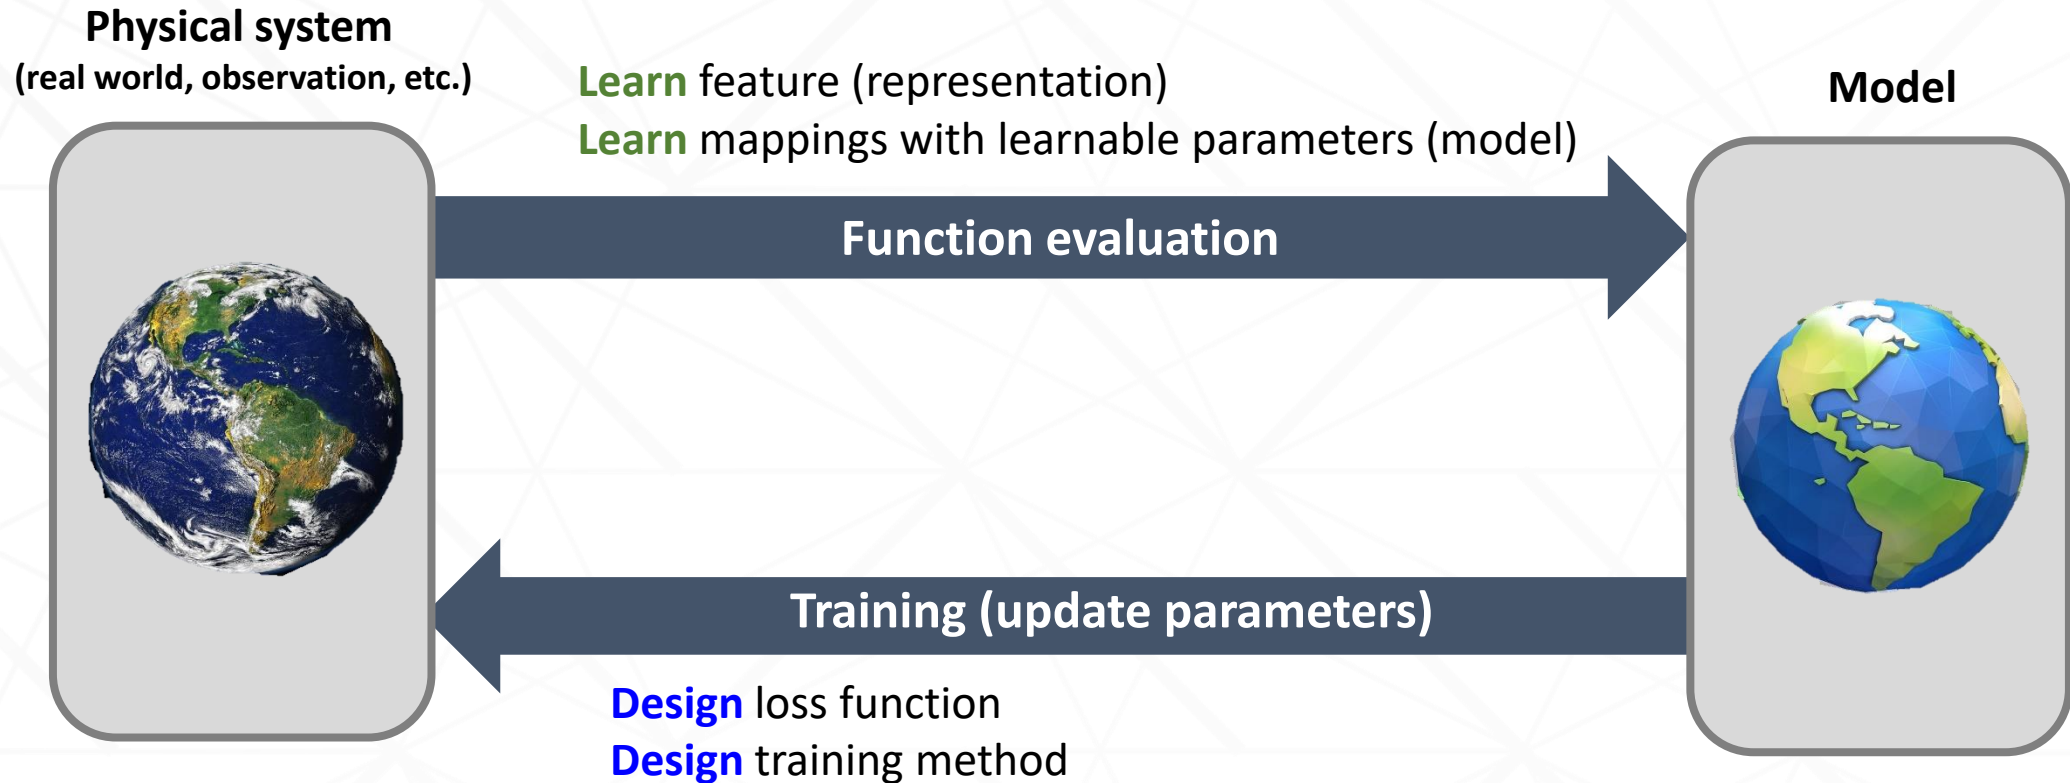 Physical system
(real world, observation, etc.)
Learn feature (representation)
Learn mappings with learnable parameters (model)
Model
Function evaluation
Training (update parameters)
Design loss function
Design training method